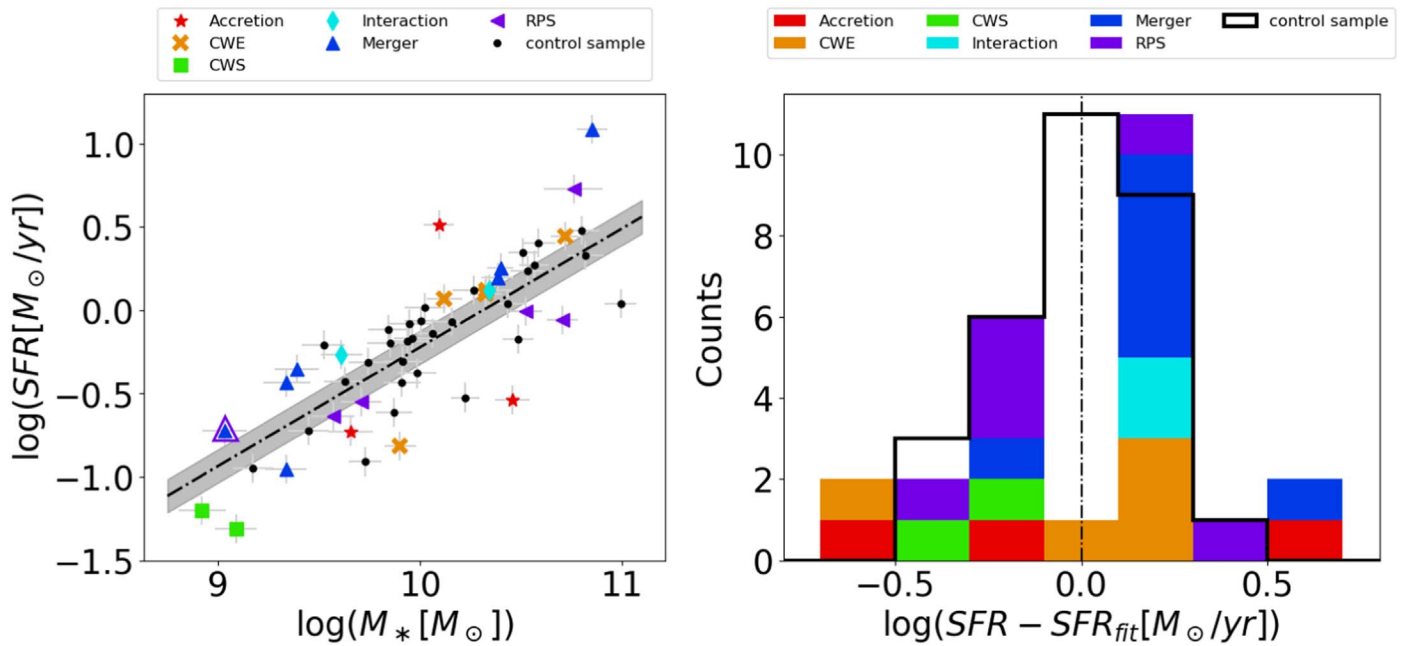 Accretion
CWE
CWS
Interaction
Merger
RPS
control sample
log(SFR[M⊙/yr])
1.0
0.5
0.0
−0.5
−1.0
−1.5
9
10
11
log(M∗[M⊙])
Accretion
CWE
CWS
Interaction
Merger
RPS
control sample
Counts
10
8
6
4
2
0
−0.5
0.0
0.5
log(SFR − SFRfit[M⊙/yr])